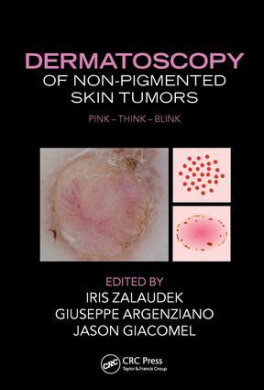 DERMATOSCOPY
OF NON-PIGMENTED
SKIN TUMORS
PINK – THINK – BLINK
EDITED BY
IRIS ZALAUDEK
GIUSEPPE ARGENZIANO
JASON GIACOMEL
CRC
CRC Press
Taylor & Francis Group